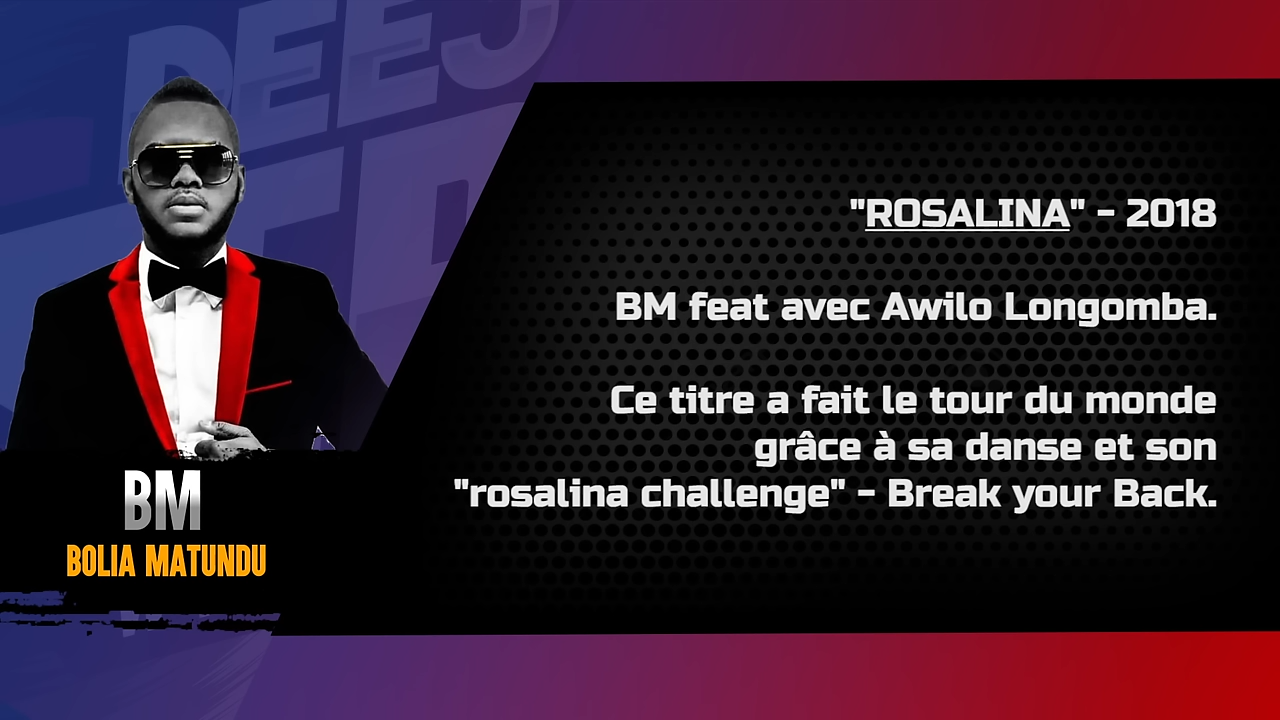 DEEJ
"ROSALINA" - 2018
BM feat avec Awilo Longomba.
Ce titre a fait le tour du monde
grâce à sa danse et son
"rosalina challenge" - Break your Back.
BM
BOLIA MATUNDU